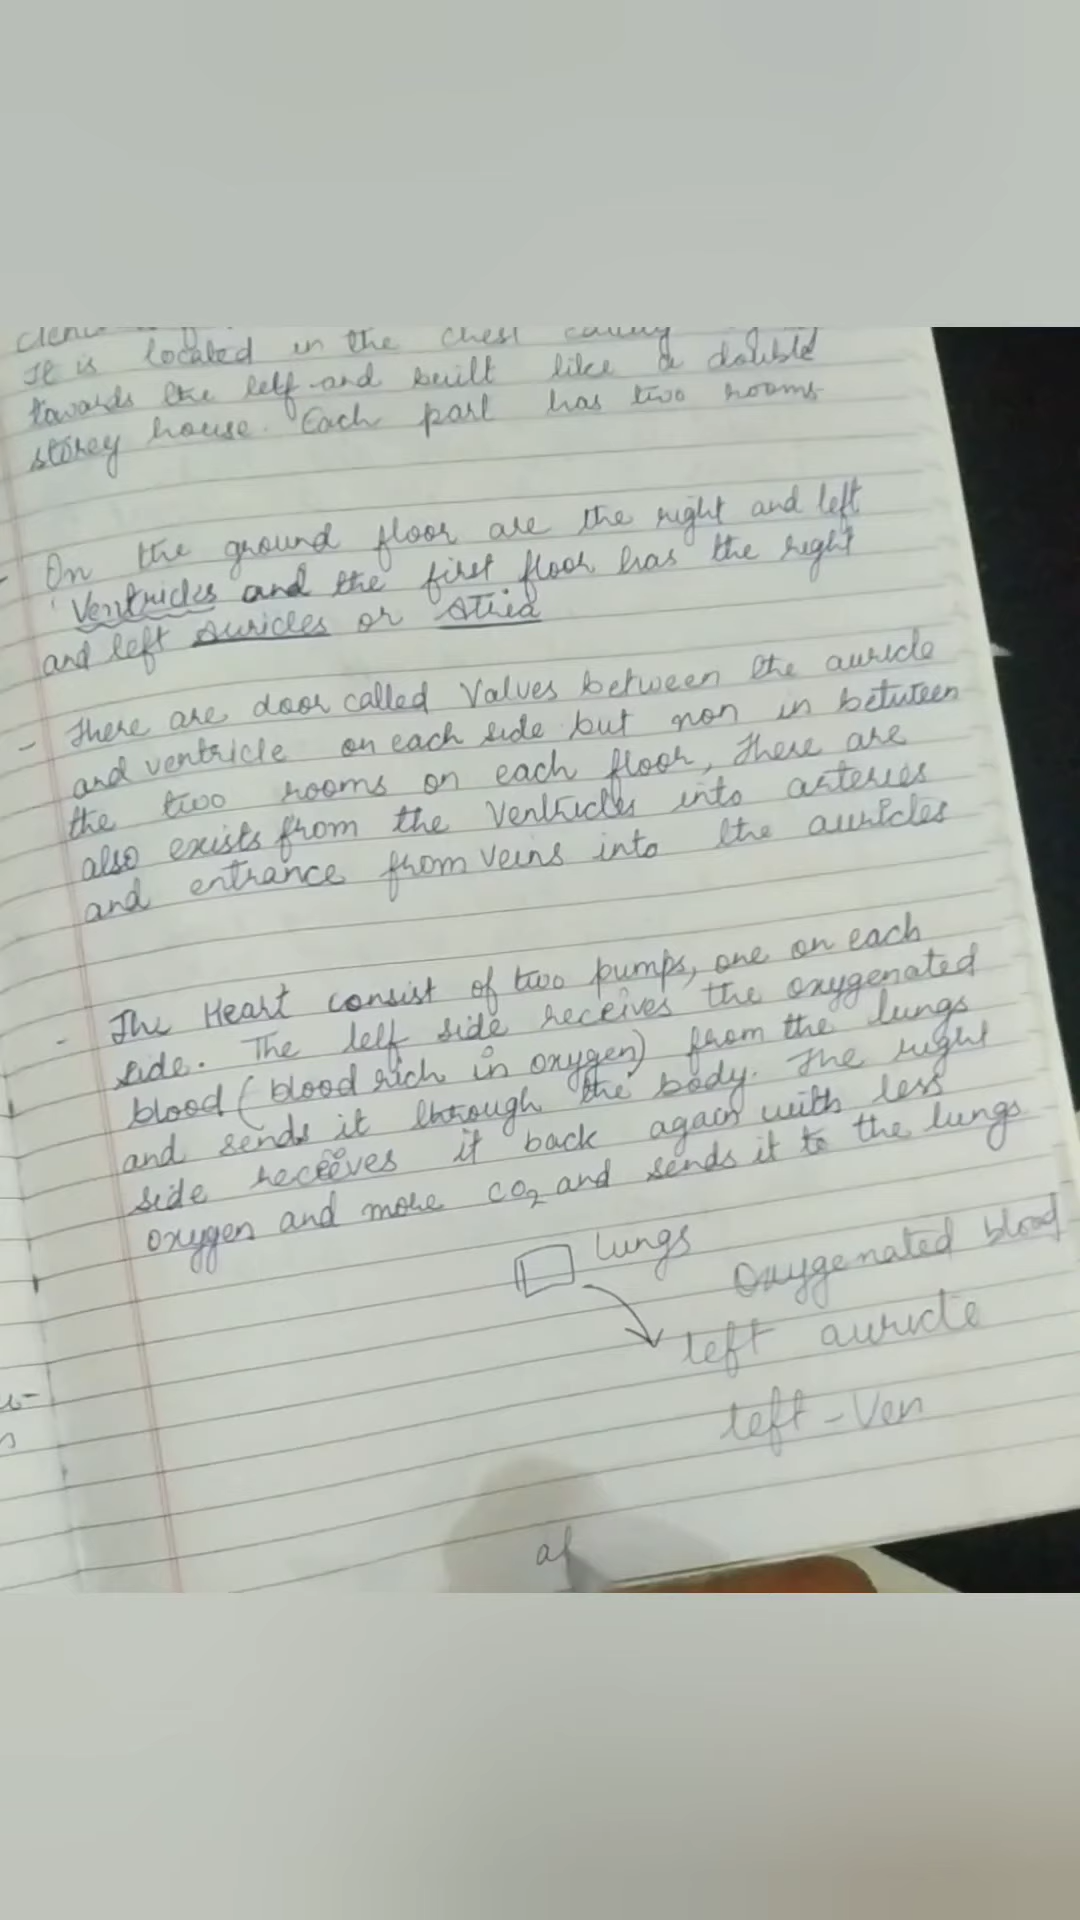 It is located in the chest
towards the lelf and built like a double
storey house. Each part has two rooms
- On the ground floor are the right and left
Ventricles and the first floor has the right
and left auricles or atria
- There are door called Valves between the auricle
and ventricle on each side but non in between
the two rooms on each floor, There are
also exists from the Ventricles into arteries
and entrance from veins into the auricles
- The Heart consist of two pumps, one on each
side. The lelf side receives the oxygenated
blood (blood rich in oxygen) from the lungs
and sends it through the body. The right
side receeives it back again with less
oxygen and more CO2 and sends it to the lungs
lungs
Oxygenated blood
left auricle
left - Ven